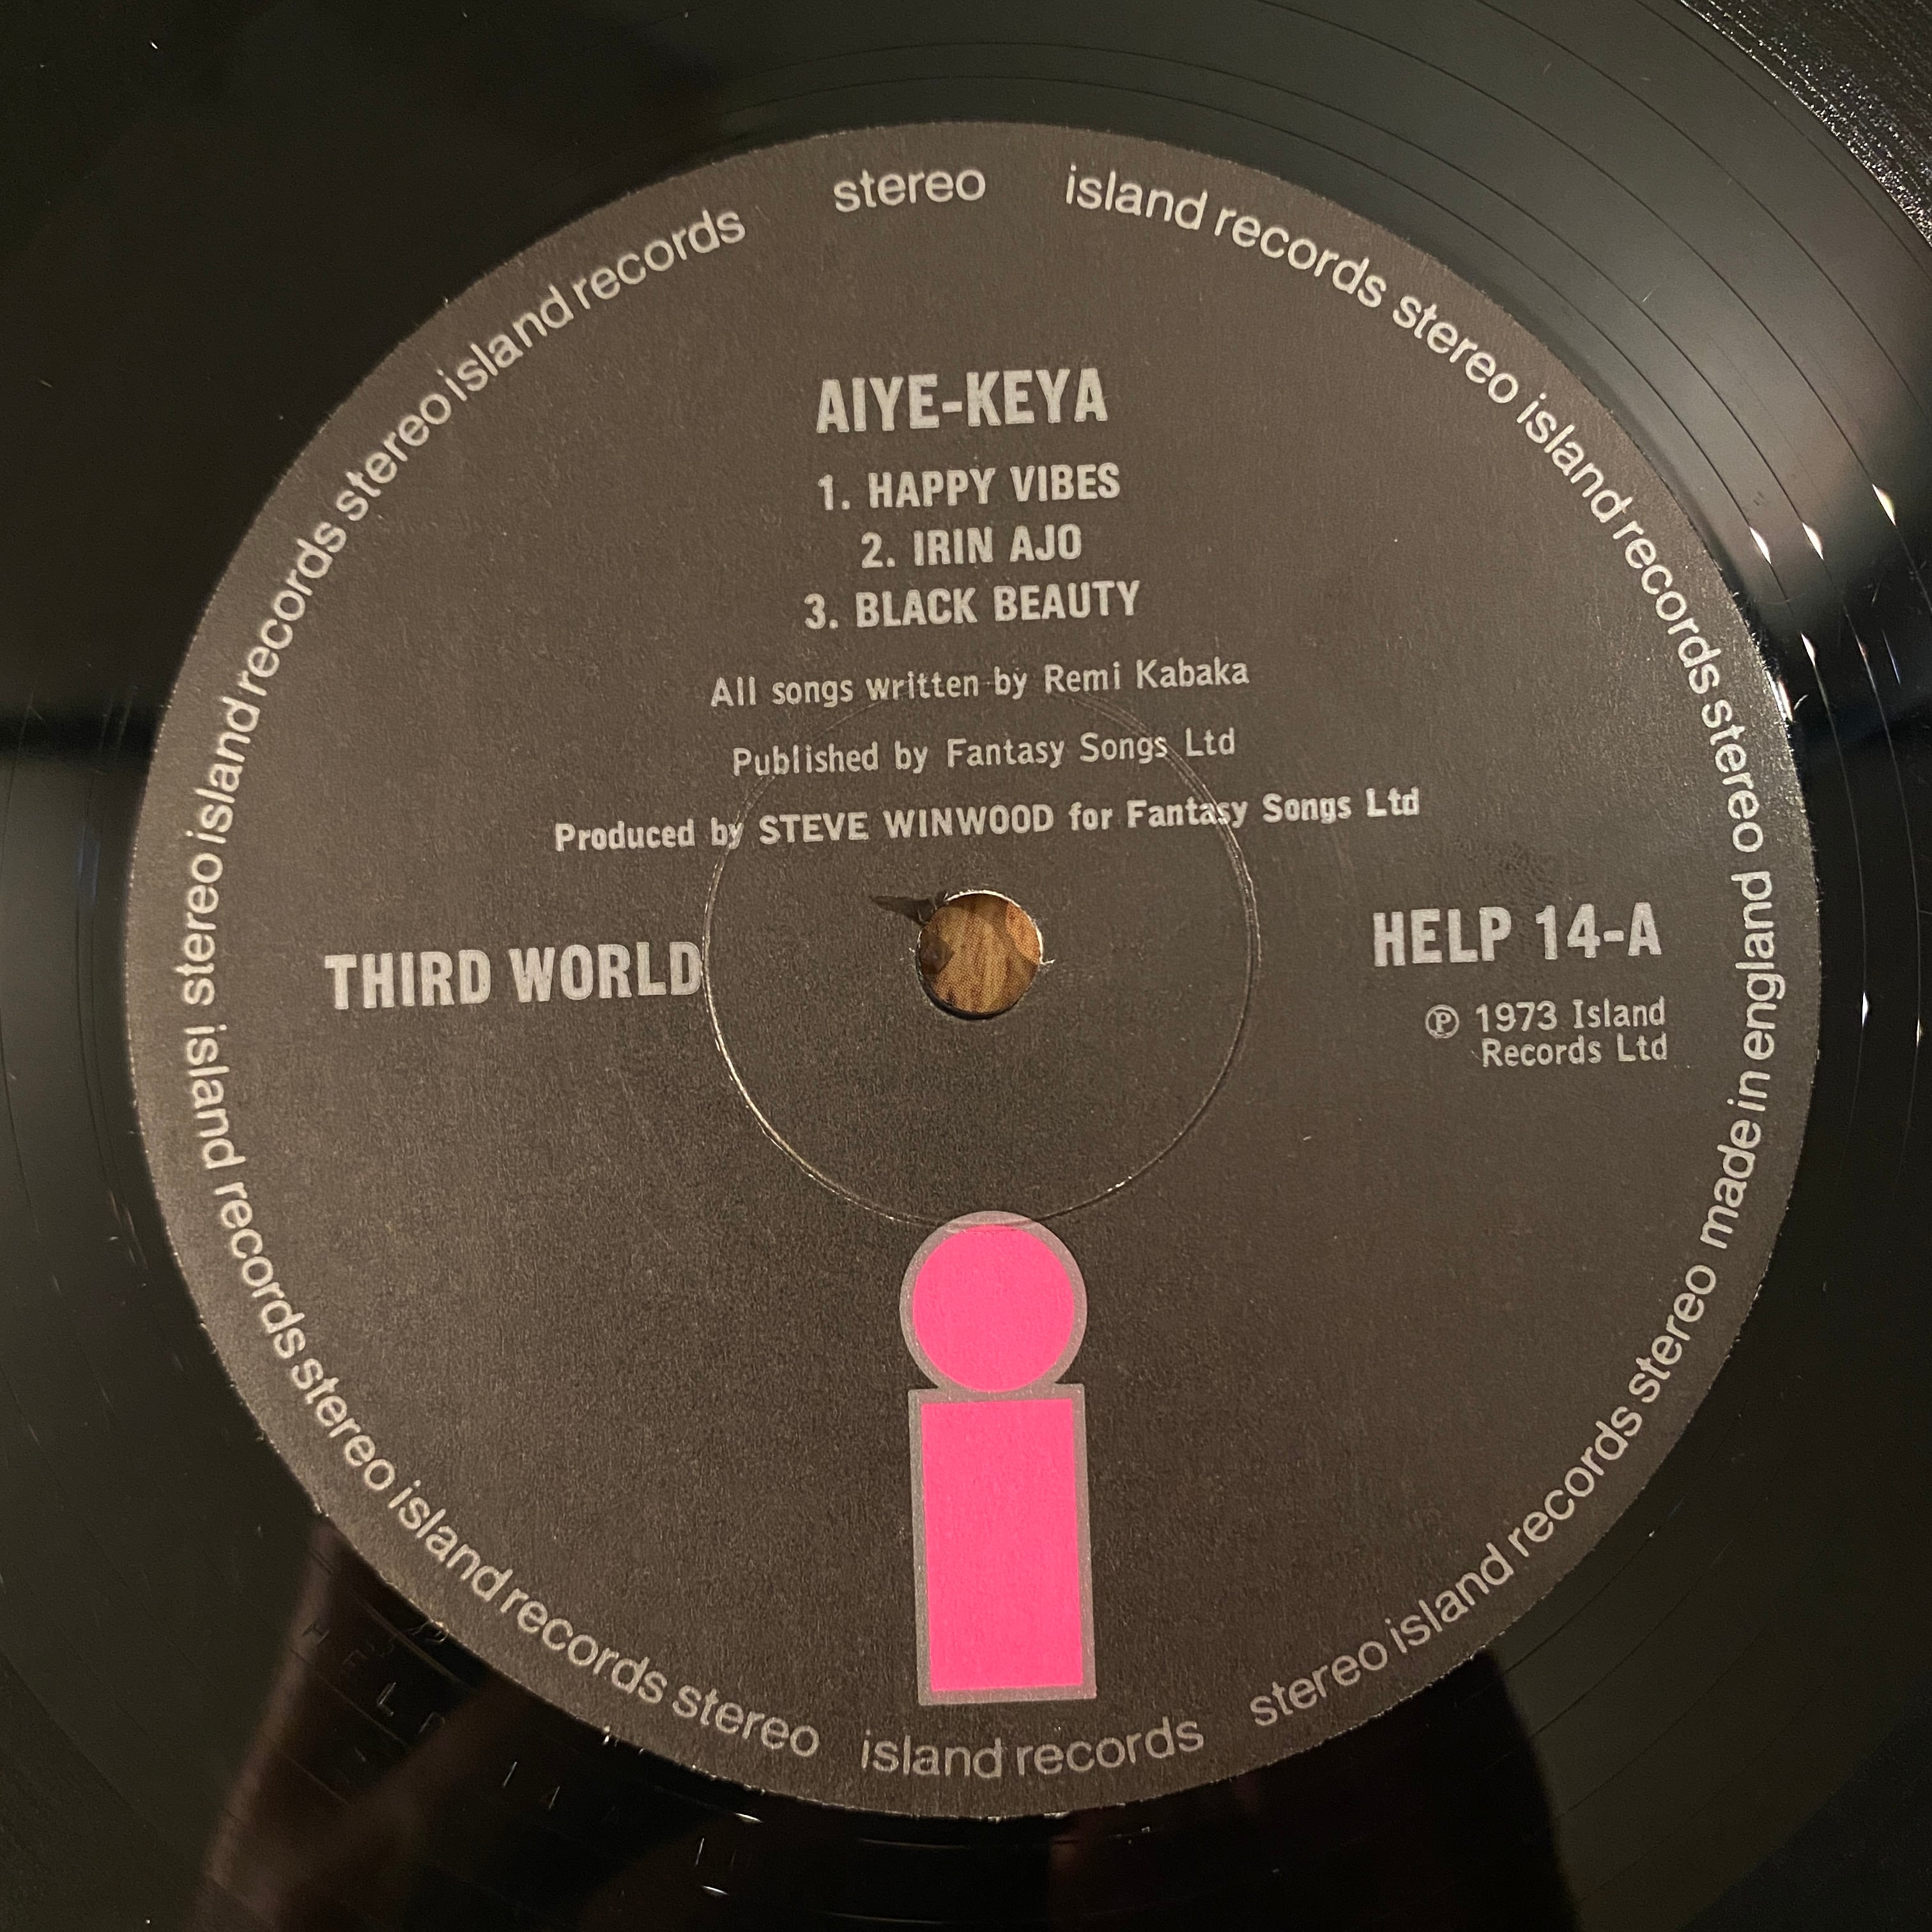 AIYE-KEYA
1. HAPPY VIBES
2. IRIN AJO
3. BLACK BEAUTY
All songs written by Remi Kabaka
Published by Fantasy Songs Ltd
Produced by STEVE WINWOOD for Fantasy Songs Ltd
THIRD WORLD
HELP 14-A
℗ 1973 Island
Records Ltd
i
stereo island records stereo island records stereo made in england stereo island records stereo island records stereo island records stereo island records stereo island records stereo island records
HELP 14 A